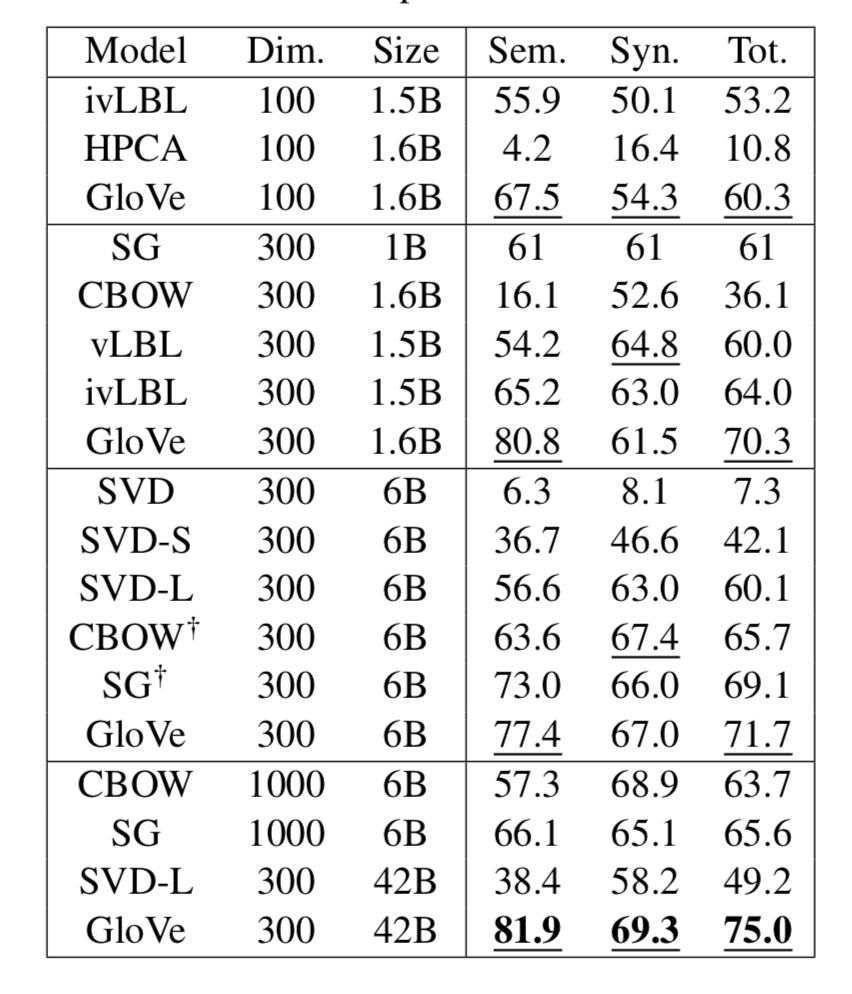 Model Dim. Size Sem. Syn. Tot.
ivLBL 100 1.5B 55.9 50.1 53.2
HPCA 100 1.6B 4.2 16.4 10.8
GloVe 100 1.6B 67.5 54.3 60.3
SG 300 1B 61 61 61
CBOW 300 1.6B 16.1 52.6 36.1
vLBL 300 1.5B 54.2 64.8 60.0
ivLBL 300 1.5B 65.2 63.0 64.0
GloVe 300 1.6B 80.8 61.5 70.3
SVD 300 6B 6.3 8.1 7.3
SVD-S 300 6B 36.7 46.6 42.1
SVD-L 300 6B 56.6 63.0 60.1
CBOW† 300 6B 63.6 67.4 65.7
SG† 300 6B 73.0 66.0 69.1
GloVe 300 6B 77.4 67.0 71.7
CBOW 1000 6B 57.3 68.9 63.7
SG 1000 6B 66.1 65.1 65.6
SVD-L 300 42B 38.4 58.2 49.2
GloVe 300 42B 81.9 69.3 75.0